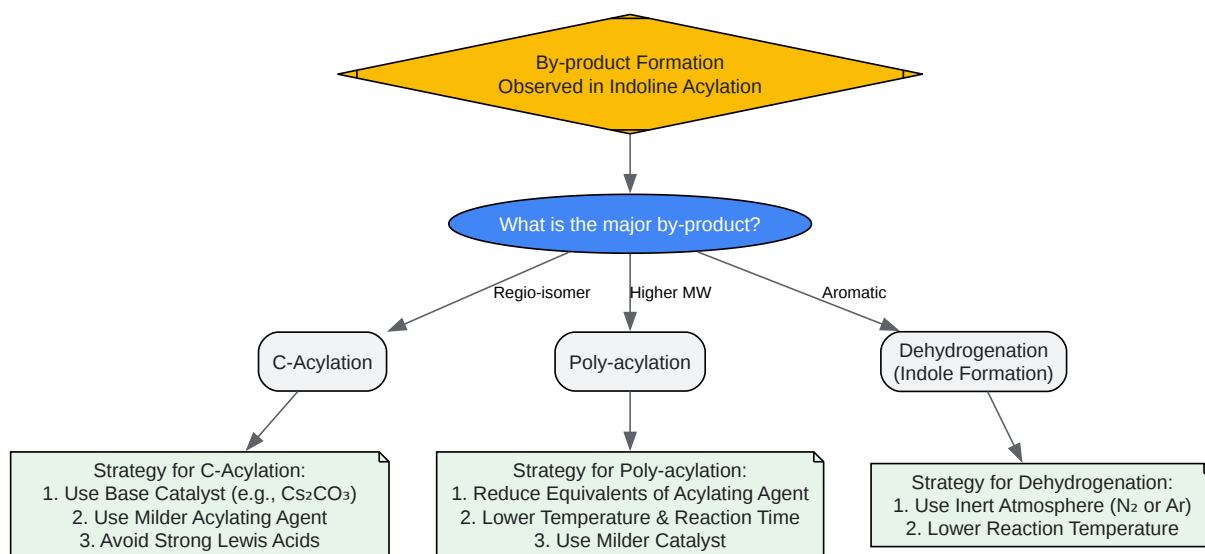 By-product Formation
Observed in Indoline Acylation
What is the major by-product?
Regio-isomer
Higher MW
Aromatic
C-Acylation
Poly-acylation
Dehydrogenation
(Indole Formation)
Strategy for C-Acylation:
1. Use Base Catalyst (e.g., Cs₂CO₃)
2. Use Milder Acylating Agent
3. Avoid Strong Lewis Acids
Strategy for Poly-acylation:
1. Reduce Equivalents of Acylating Agent
2. Lower Temperature & Reaction Time
3. Use Milder Catalyst
Strategy for Dehydrogenation:
1. Use Inert Atmosphere (N₂ or Ar)
2. Lower Reaction Temperature